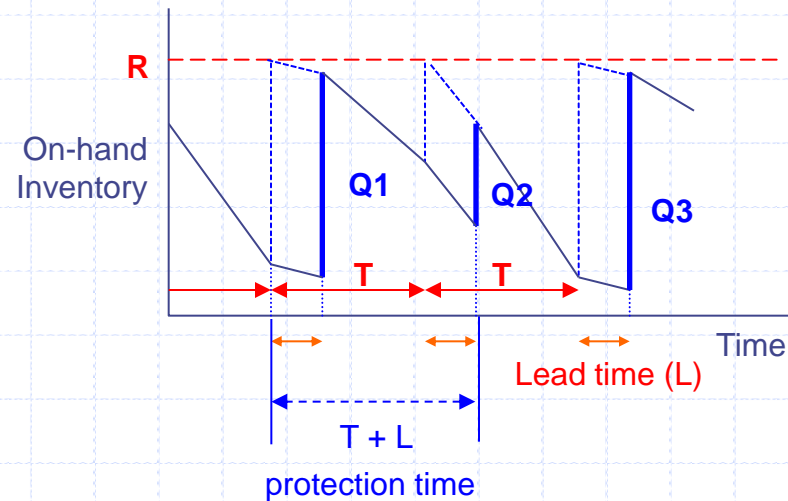 R
On-hand
Inventory
Q1
Q2
Q3
T
T
Time
Lead time (L)
T + L
protection time